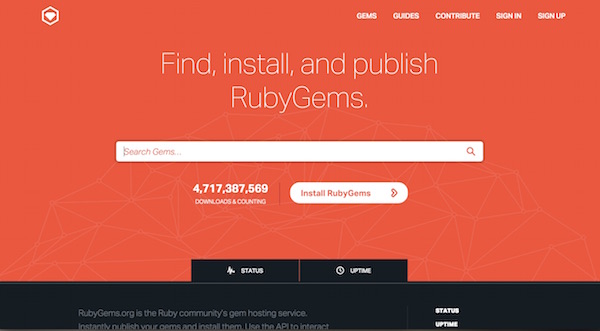 GEMS GUIDES CONTRIBUTE SIGN IN SIGN UP
Find, install, and publish
RubyGems.
Search Gems...
4,717,387,569
DOWNLOADS & COUNTING
Install RubyGems
STATUS UPTIME
RubyGems.org is the Ruby community's gem hosting service.
Instantly publish your gems and install them. Use the API to interact
STATUS
UPTIME